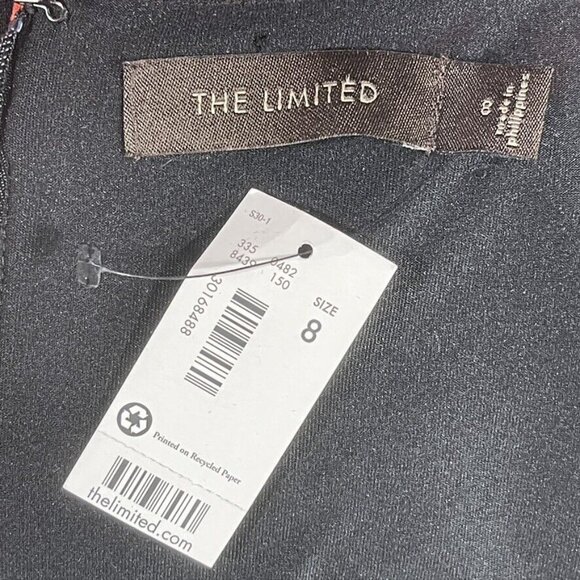 THE LIMITED
8
made in
philippines
S30-1
335 0482
8439 150
30168488
SIZE
8
Printed on Recycled Paper
thelimited.com